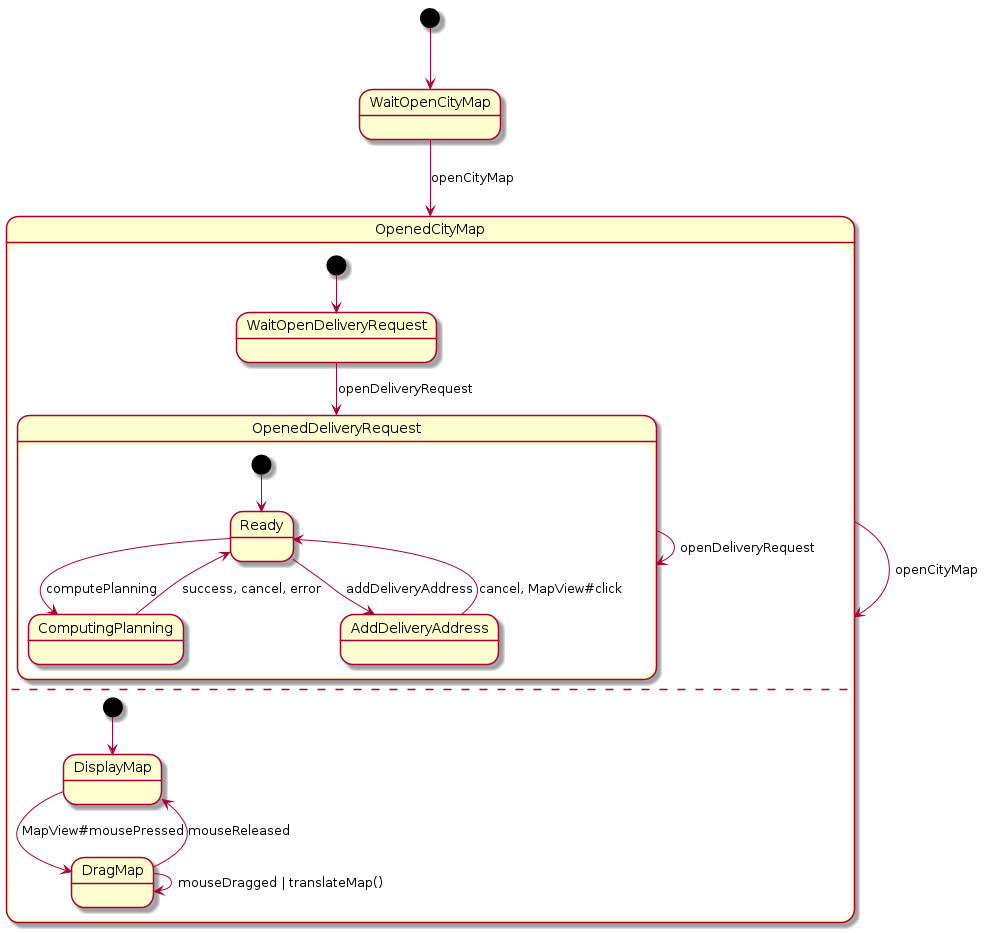 WaitOpenCityMap
openCityMap
OpenedCityMap
WaitOpenDeliveryRequest
openDeliveryRequest
OpenedDeliveryRequest
Ready
openDeliveryRequest
openCityMap
computePlanning
success, cancel, error
addDeliveryAddress
cancel, MapView#click
ComputingPlanning
AddDeliveryAddress
DisplayMap
MapView#mousePressed
mouseReleased
DragMap
mouseDragged | translateMap()